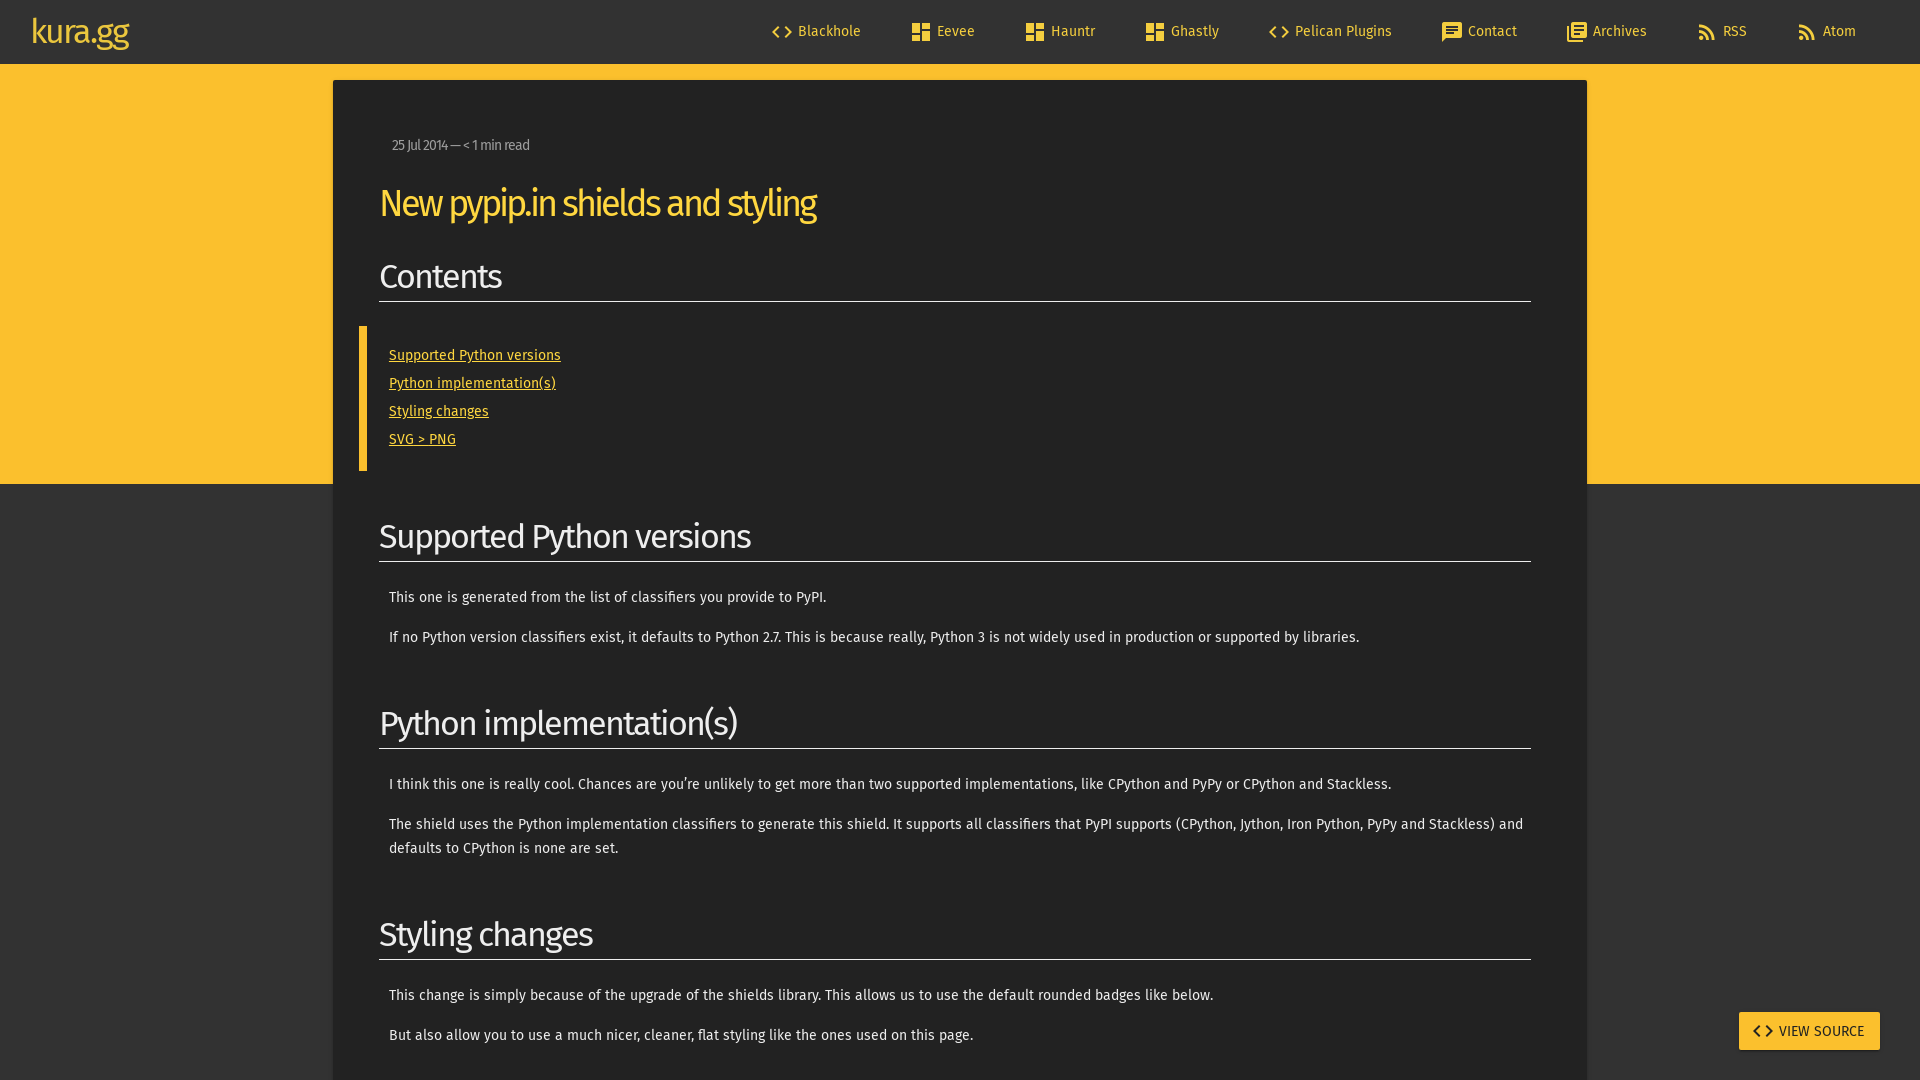 kura.gg
Blackhole
Eevee
Hauntr
Ghastly
Pelican Plugins
Contact
Archives
RSS
Atom
25 Jul 2014 — < 1 min read
New pypip.in shields and styling
Contents
Supported Python versions
Python implementation(s)
Styling changes
SVG > PNG
Supported Python versions
This one is generated from the list of classifiers you provide to PyPI.
If no Python version classifiers exist, it defaults to Python 2.7. This is because really, Python 3 is not widely used in production or supported by libraries.
Python implementation(s)
I think this one is really cool. Chances are you’re unlikely to get more than two supported implementations, like CPython and PyPy or CPython and Stackless.
The shield uses the Python implementation classifiers to generate this shield. It supports all classifiers that PyPI supports (CPython, Jython, Iron Python, PyPy and Stackless) and
defaults to CPython is none are set.
Styling changes
This change is simply because of the upgrade of the shields library. This allows us to use the default rounded badges like below.
But also allow you to use a much nicer, cleaner, flat styling like the ones used on this page.
VIEW SOURCE